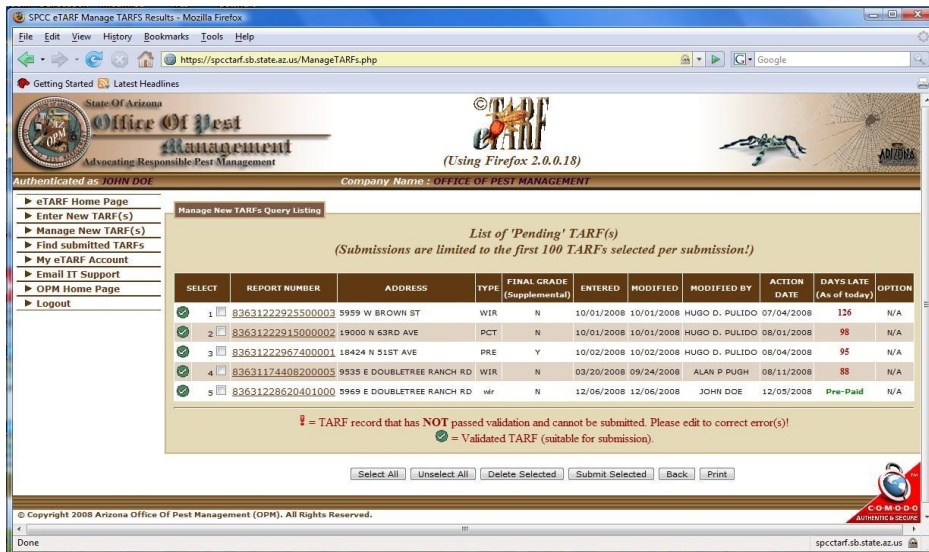 SPCC eTARF Manage TARFS Results - Mozilla Firefox
File Edit View History Bookmarks Tools Help
https://spcctarf.sb.state.az.us/ManageTARFs.php
Google
Getting Started Latest Headlines
State Of Arizona
Office Of Pest
Management
Advocating Responsible Pest Management
© TARF
eTARF
(Using Firefox 2.0.0.18)
ARIZONA
Authenticated as JOHN DOE Company Name : OFFICE OF PEST MANAGEMENT
eTARF Home Page
Enter New TARF(s)
Manage New TARF(s)
Find submitted TARFs
My eTARF Account
Email IT Support
OPM Home Page
Logout
Manage New TARFs Query Listing
List of 'Pending' TARF(s)
(Submissions are limited to the first 100 TARFs selected per submission!)
SELECT REPORT NUMBER ADDRESS TYPE FINAL GRADE (Supplemental) ENTERED MODIFIED MODIFIED BY ACTION DATE DAYS LATE (As of today) OPTION
1 83631222925500003 5959 W BROWN ST WIR N 10/01/2008 10/01/2008 HUGO D. PULIDO 07/04/2008 126 N/A
2 83631222915000002 19000 N 63RD AVE PCT N 10/01/2008 10/01/2008 HUGO D. PULIDO 08/01/2008 98 N/A
3 83631222967400001 18424 N 51ST AVE PRE Y 10/02/2008 10/02/2008 HUGO D. PULIDO 08/04/2008 95 N/A
4 83631174408200005 9535 E DOUBLETREE RANCH RD WIR N 03/20/2008 09/24/2008 ALAN P PUGH 08/11/2008 88 N/A
5 83631228620401000 5969 E DOUBLETREE RANCH RD wir N 12/06/2008 12/06/2008 JOHN DOE 12/05/2008 Pre-Paid N/A
! = TARF record that has NOT passed validation and cannot be submitted. Please edit to correct error(s)!
= Validated TARF (suitable for submission).
Select All Unselect All Delete Selected Submit Selected Back Print
© Copyright 2008 Arizona Office Of Pest Management (OPM). All Rights Reserved.
C·O·M·O·D·O
AUTHENTIC & SECURE
Done spcctarf.sb.state.az.us